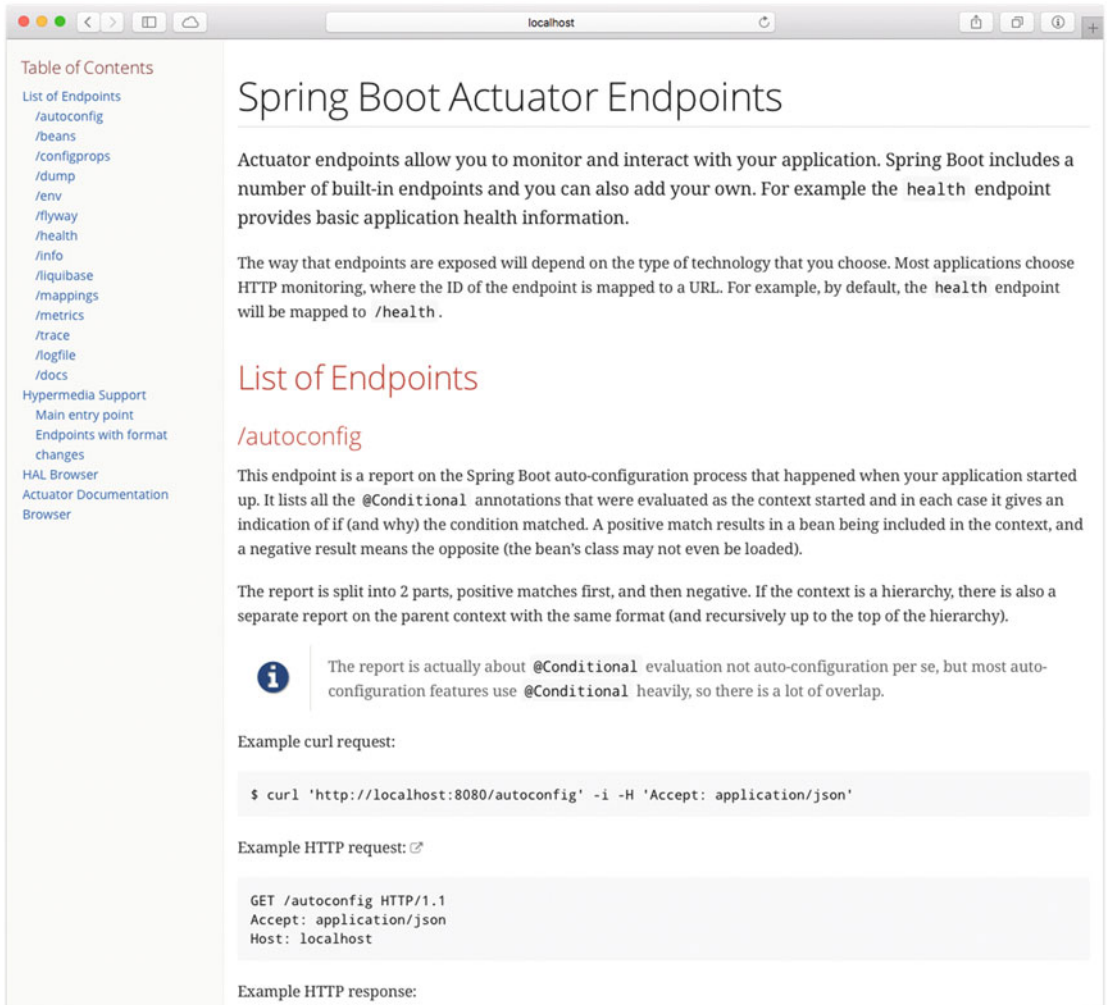 localhost
Table of Contents
List of Endpoints
/autoconfig
/beans
/configprops
/dump
/env
/flyway
/health
/info
/liquibase
/mappings
/metrics
/trace
/logfile
/docs
Hypermedia Support
Main entry point
Endpoints with format
changes
HAL Browser
Actuator Documentation
Browser
Spring Boot Actuator Endpoints
Actuator endpoints allow you to monitor and interact with your application. Spring Boot includes a
number of built-in endpoints and you can also add your own. For example the health endpoint
provides basic application health information.
The way that endpoints are exposed will depend on the type of technology that you choose. Most applications choose
HTTP monitoring, where the ID of the endpoint is mapped to a URL. For example, by default, the health endpoint
will be mapped to /health.
List of Endpoints
/autoconfig
This endpoint is a report on the Spring Boot auto-configuration process that happened when your application started
up. It lists all the @Conditional annotations that were evaluated as the context started and in each case it gives an
indication of if (and why) the condition matched. A positive match results in a bean being included in the context, and
a negative result means the opposite (the bean's class may not even be loaded).
The report is split into 2 parts, positive matches first, and then negative. If the context is a hierarchy, there is also a
separate report on the parent context with the same format (and recursively up to the top of the hierarchy).
The report is actually about @Conditional evaluation not auto-configuration per se, but most auto-
configuration features use @Conditional heavily, so there is a lot of overlap.
Example curl request:
$ curl 'http://localhost:8080/autoconfig' -i -H 'Accept: application/json'
Example HTTP request:
GET /autoconfig HTTP/1.1
Accept: application/json
Host: localhost
Example HTTP response: